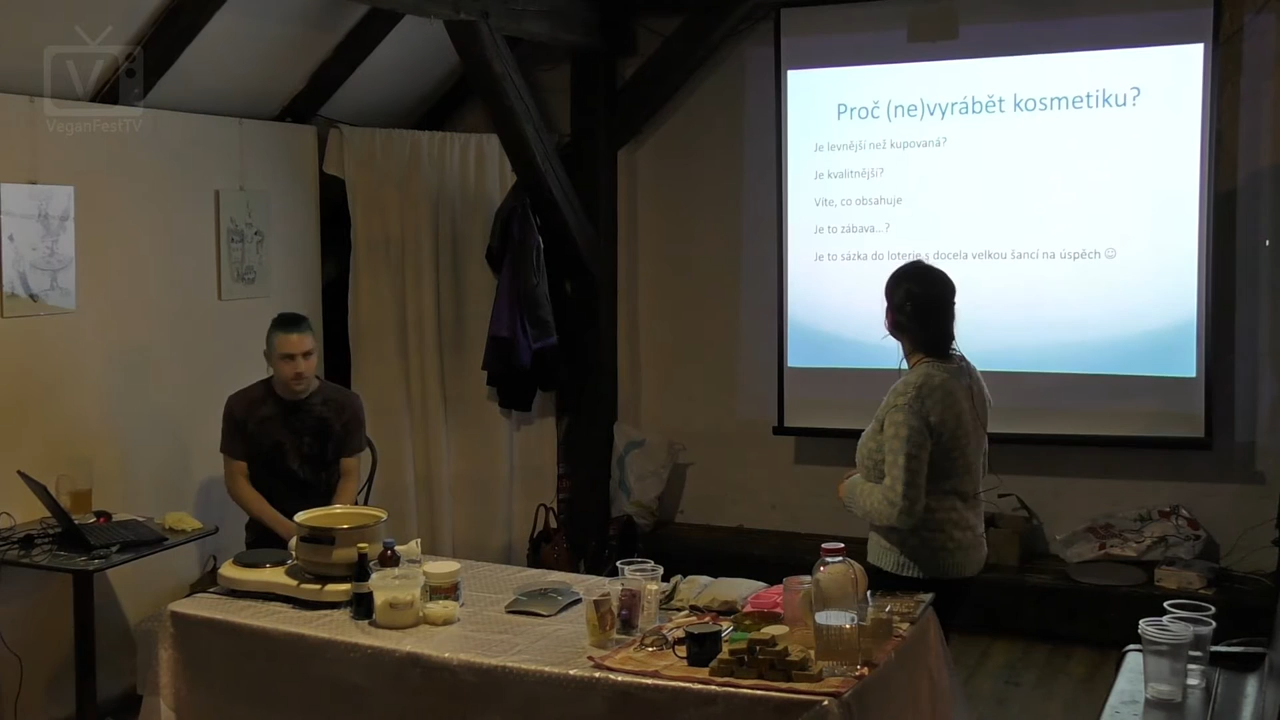 V
VeganFestTV
Proč (ne)vyrábět kosmetiku?
Je levnější než kupovaná?
Je kvalitnější?
Víte, co obsahuje
Je to zábava...?
Je to sázka do loterie s docela velkou šancí na úspěch ☺